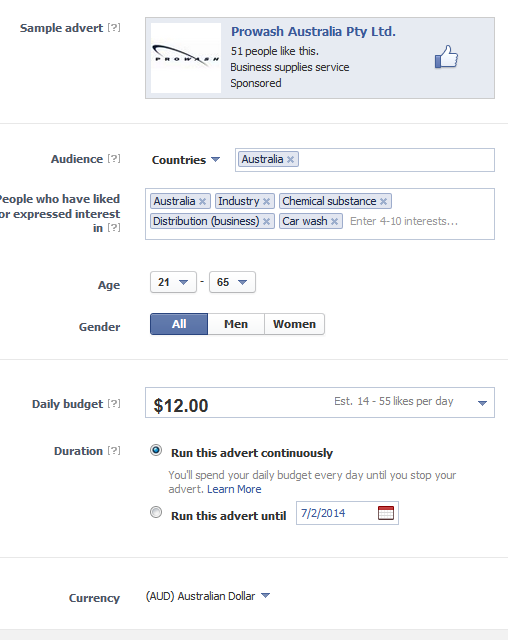 Sample advert [?]
Prowash Australia Pty Ltd.
51 people like this.
Business supplies service
Sponsored
PROWASH
Audience [?]
Countries
Australia ×
People who have liked
or expressed interest
in [?]
Australia × Industry × Chemical substance ×
Distribution (business) × Car wash × Enter 4-10 interests...
Age
21 - 65
Gender
All Men Women
Daily budget [?]
$12.00
Est. 14 - 55 likes per day
Duration [?]
Run this advert continuously
You'll spend your daily budget every day until you stop your
advert. Learn More
Run this advert until 7/2/2014
Currency
(AUD) Australian Dollar